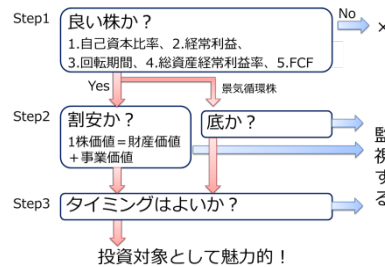 Step1
良い株か？
No
×
1.自己資本比率、2.経常利益、
3.回転期間、4.総資産経常利益率、5.FCF
Yes
景気循環株
Step2
割安か？
1株価値＝財産価値
＋事業価値
底か？
監視する
Step3
タイミングはよいか？
投資対象として魅力的！